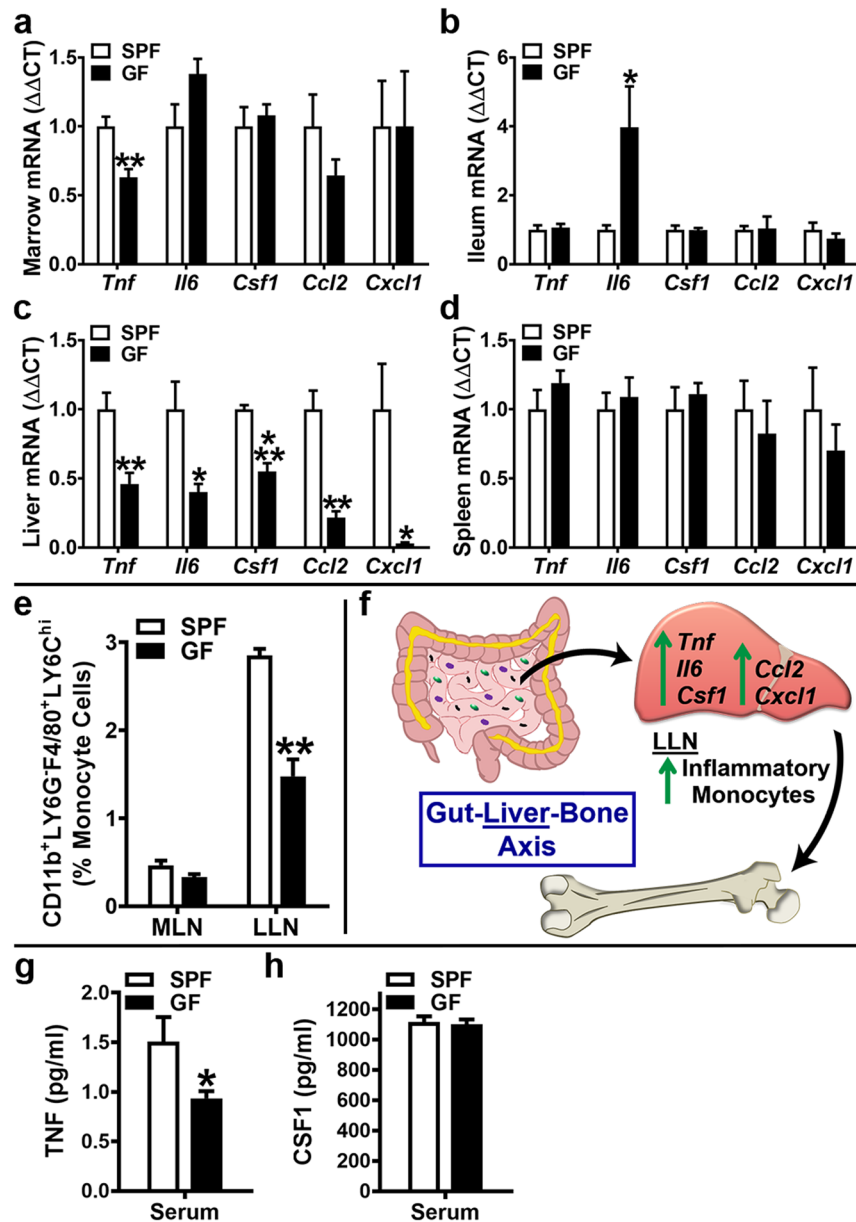 a
SPF
GF
Marrow mRNA (ΔΔCT)
1.5
1.0
0.5
0.0
Tnf Il6 Csf1 Ccl2 Cxcl1
**
b
SPF
GF
Ileum mRNA (ΔΔCT)
6
4
2
0
Tnf Il6 Csf1 Ccl2 Cxcl1
*
c
SPF
GF
Liver mRNA (ΔΔCT)
1.5
1.0
0.5
0.0
Tnf Il6 Csf1 Ccl2 Cxcl1
**
*
*
**
**
*
d
SPF
GF
Spleen mRNA (ΔΔCT)
1.5
1.0
0.5
0.0
Tnf Il6 Csf1 Ccl2 Cxcl1
e
SPF
GF
CD11b+LY6G-F4/80+LY6Chi
(% Monocyte Cells)
3
2
1
0
MLN LLN
**
f
Tnf
Il6
Csf1
Ccl2
Cxcl1
LLN
Inflammatory
Monocytes
Gut-Liver-Bone
Axis
g
SPF
GF
TNF (pg/ml)
2.0
1.5
1.0
0.5
0.0
Serum
*
h
SPF
GF
CSF1 (pg/ml)
1200
1000
800
600
400
200
0
Serum